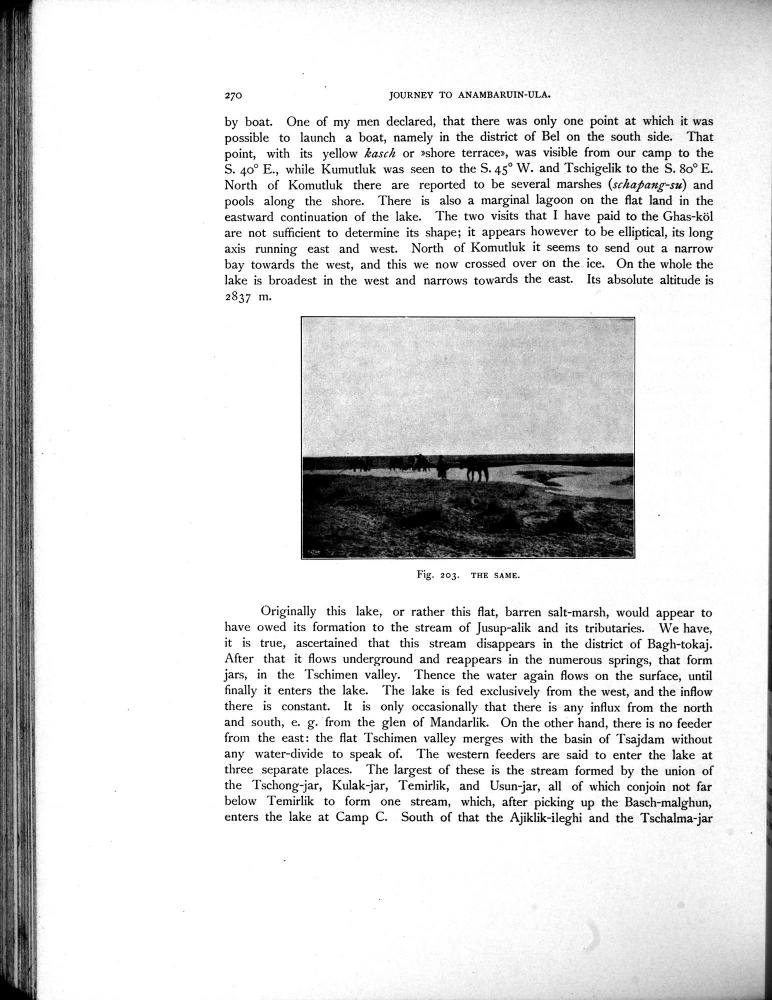 270 JOURNEY TO ANAMBARUIN-ULA.
by boat. One of my men declared, that there was only one point at which it was
possible to launch a boat, namely in the district of Bel on the south side. That
point, with its yellow kasch or »shore terrace», was visible from our camp to the
S. 40° E., while Kumutluk was seen to the S. 45° W. and Tschigelik to the S. 80° E.
North of Komutluk there are reported to be several marshes (schapang-su) and
pools along the shore. There is also a marginal lagoon on the flat land in the
eastward continuation of the lake. The two visits that I have paid to the Ghas-köl
are not sufficient to determine its shape; it appears however to be elliptical, its long
axis running east and west. North of Komutluk it seems to send out a narrow
bay towards the west, and this we now crossed over on the ice. On the whole the
lake is broadest in the west and narrows towards the east. Its absolute altitude is
2837 m.
Fig. 203. THE SAME.
Originally this lake, or rather this flat, barren salt-marsh, would appear to
have owed its formation to the stream of Jusup-alik and its tributaries. We have,
it is true, ascertained that this stream disappears in the district of Bagh-tokaj.
After that it flows underground and reappears in the numerous springs, that form
jars, in the Tschimen valley. Thence the water again flows on the surface, until
finally it enters the lake. The lake is fed exclusively from the west, and the inflow
there is constant. It is only occasionally that there is any influx from the north
and south, e. g. from the glen of Mandarlik. On the other hand, there is no feeder
from the east: the flat Tschimen valley merges with the basin of Tsajdam without
any water-divide to speak of. The western feeders are said to enter the lake at
three separate places. The largest of these is the stream formed by the union of
the Tschong-jar, Kulak-jar, Temirlik, and Usun-jar, all of which conjoin not far
below Temirlik to form one stream, which, after picking up the Basch-malghun,
enters the lake at Camp C. South of that the Ajiklik-ileghi and the Tschalma-jar